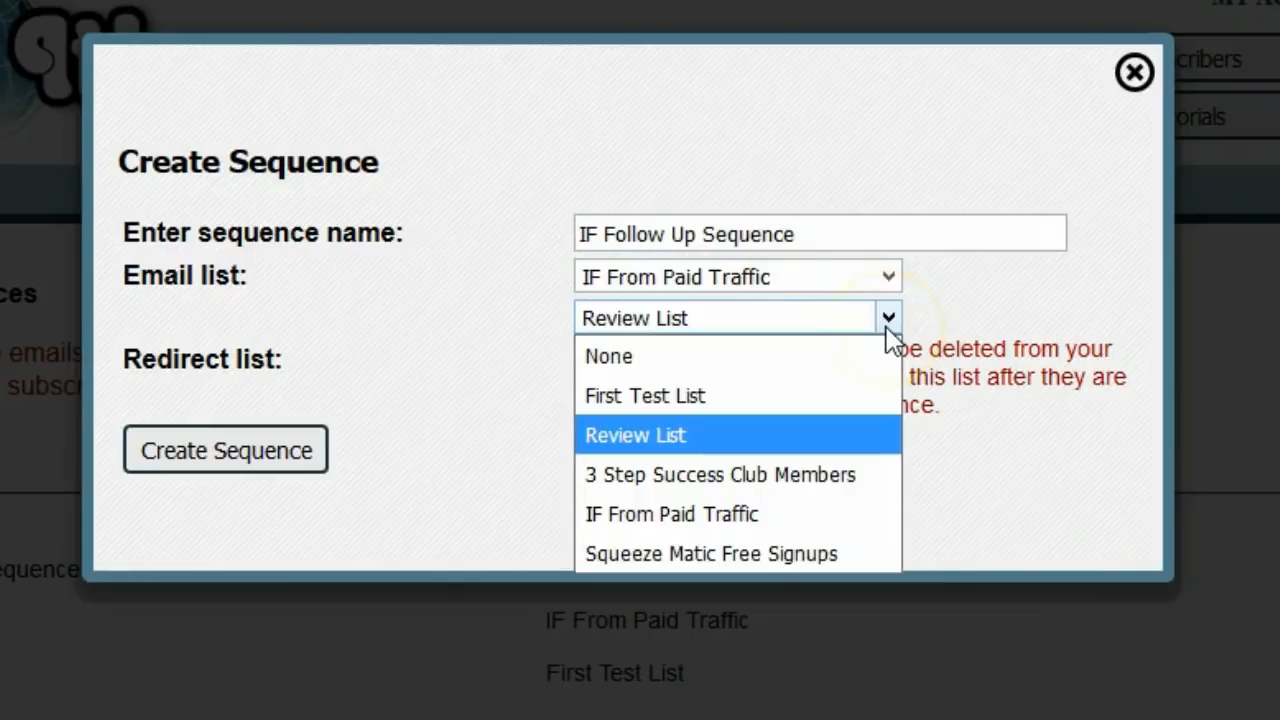 cribers
orials
Create Sequence
Enter sequence name: IF Follow Up Sequence
Email list: IF From Paid Traffic
Review List
Redirect list:
be deleted from your
this list after they are
None
First Test List
Review List
3 Step Success Club Members
IF From Paid Traffic
Squeeze Matic Free Signups
Create Sequence
ces
emails
subsc
equence
IF From Paid Traffic
First Test List